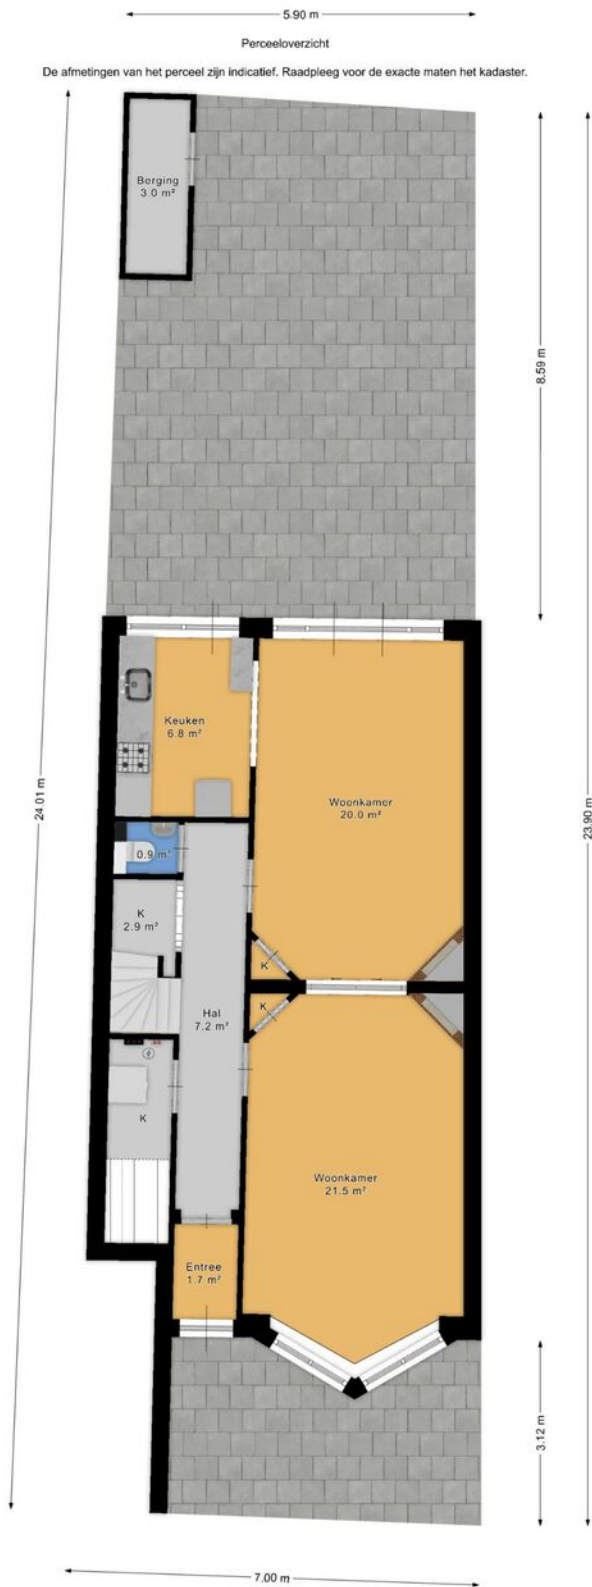 5.90 m
Perceeloverzicht
De afmetingen van het perceel zijn indicatief. Raadpleeg voor de exacte maten het kadaster.
Berging
3.0 m²
8.59 m
Keuken
6.8 m²
24.01 m
23.90 m
Woonkamer
20.0 m²
0.9 m²
K
2.9 m²
K
K
Hal
7.2 m²
K
Woonkamer
21.5 m²
Entree
1.7 m²
3.12 m
7.00 m